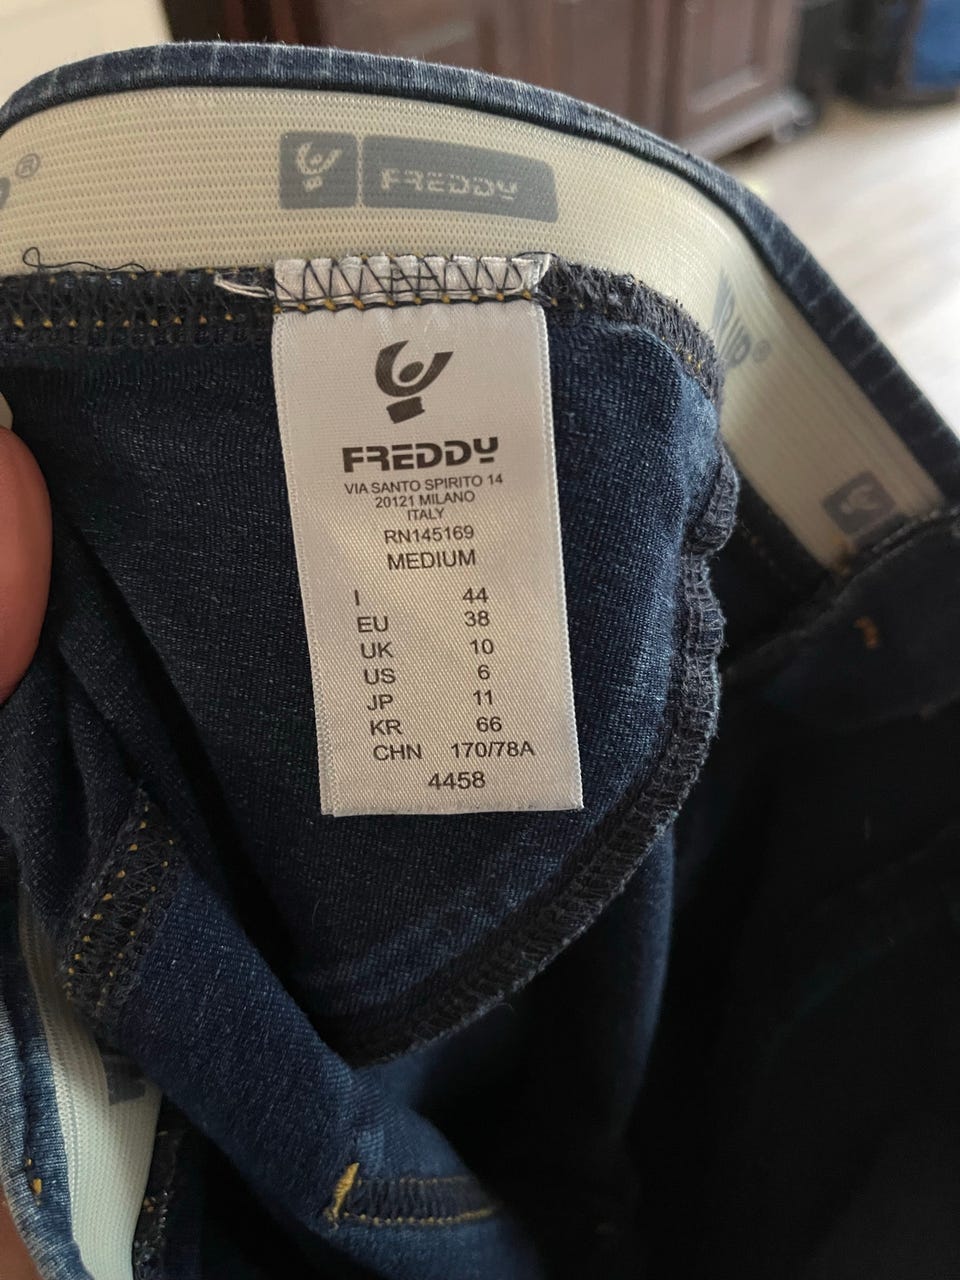 FREDDY
FREDDY
VIA SANTO SPIRITO 14
20121 MILANO
ITALY
RN145169
MEDIUM
I 44
EU 38
UK 10
US 6
JP 11
KR 66
CHN 170/78A
4458